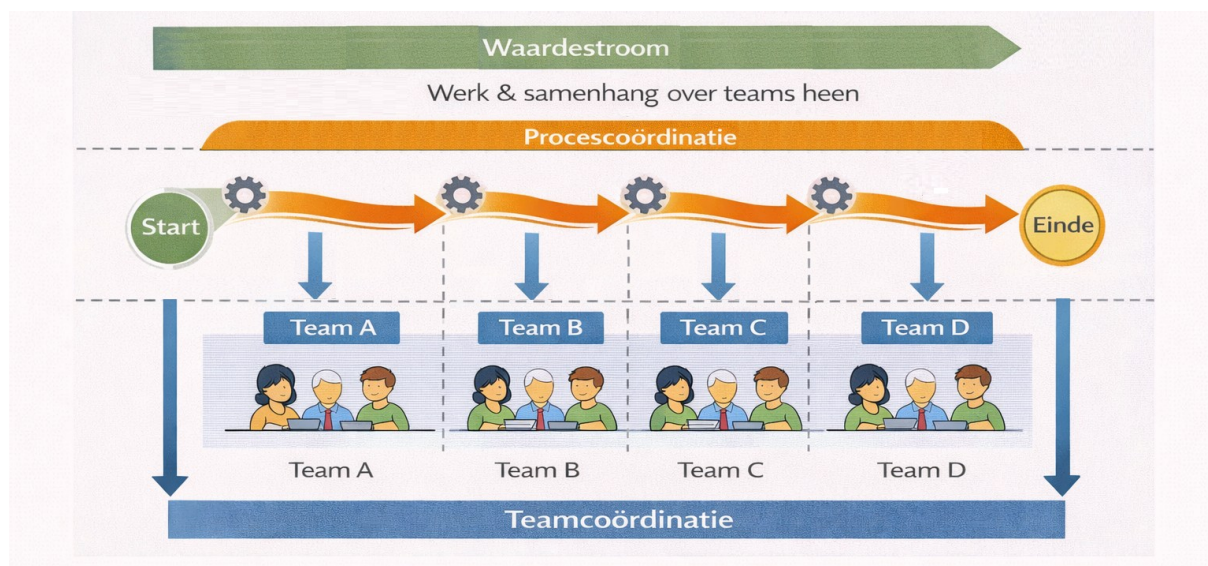 Waardestroom
Werk & samenhang over teams heen
Procescoördinatie
Start
Einde
Team A
Team B
Team C
Team D
Team A
Team B
Team C
Team D
Teamcoördinatie